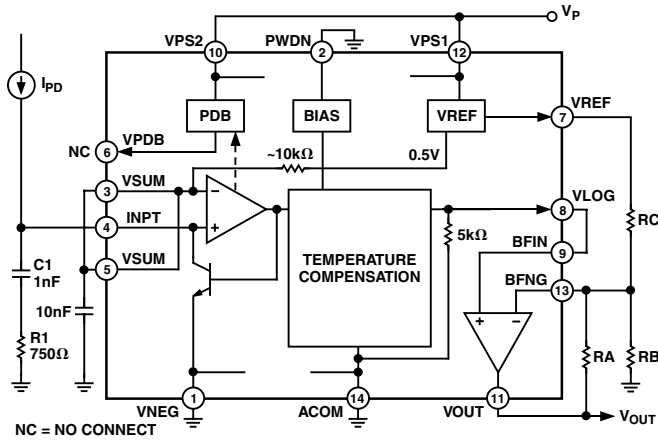 VP
VPS2
PWDN
VPS1
10
2
12
IPD
PDB
BIAS
VREF
VREF
7
NC
VPDB
6
~10kΩ
0.5V
3
VSUM
–
VLOG
8
RC
4
INPT
+
5kΩ
BFIN
9
5
VSUM
TEMPERATURE
COMPENSATION
C1
1nF
BFNG
13
10nF
+
–
R1
750Ω
RA
RB
1
14
11
VNEG
ACOM
VOUT
VOUT
NC = NO CONNECT